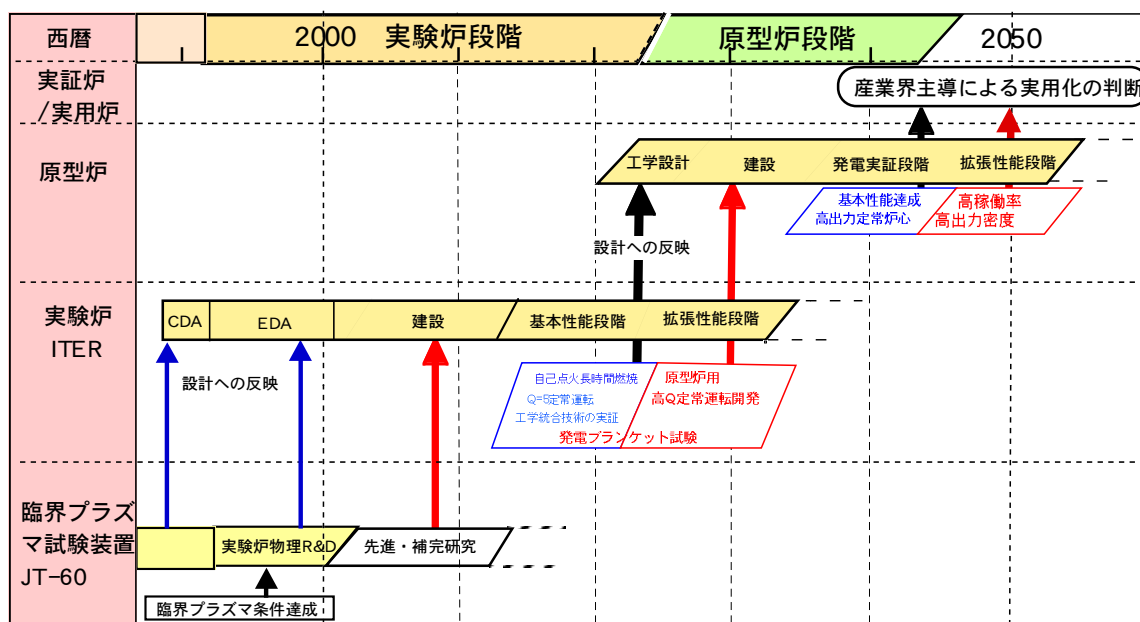 西暦
2000
実験炉段階
原型炉段階
2050
実証炉
/実用炉
産業界主導による実用化の判断
原型炉
工学設計
建設
発電実証段階
拡張性能段階
基本性能達成
高出力定常炉心
高稼働率
高出力密度
設計への反映
実験炉
ITER
CDA
EDA
建設
基本性能段階
拡張性能段階
設計への反映
自己点火長時間燃焼
Q=5定常運転
工学統合技術の実証
原型炉用
高Q定常運転開発
発電ブランケット試験
臨界プラズ
マ試験装置
JT-60
実験炉物理R&D
先進・補完研究
臨界プラズマ条件達成